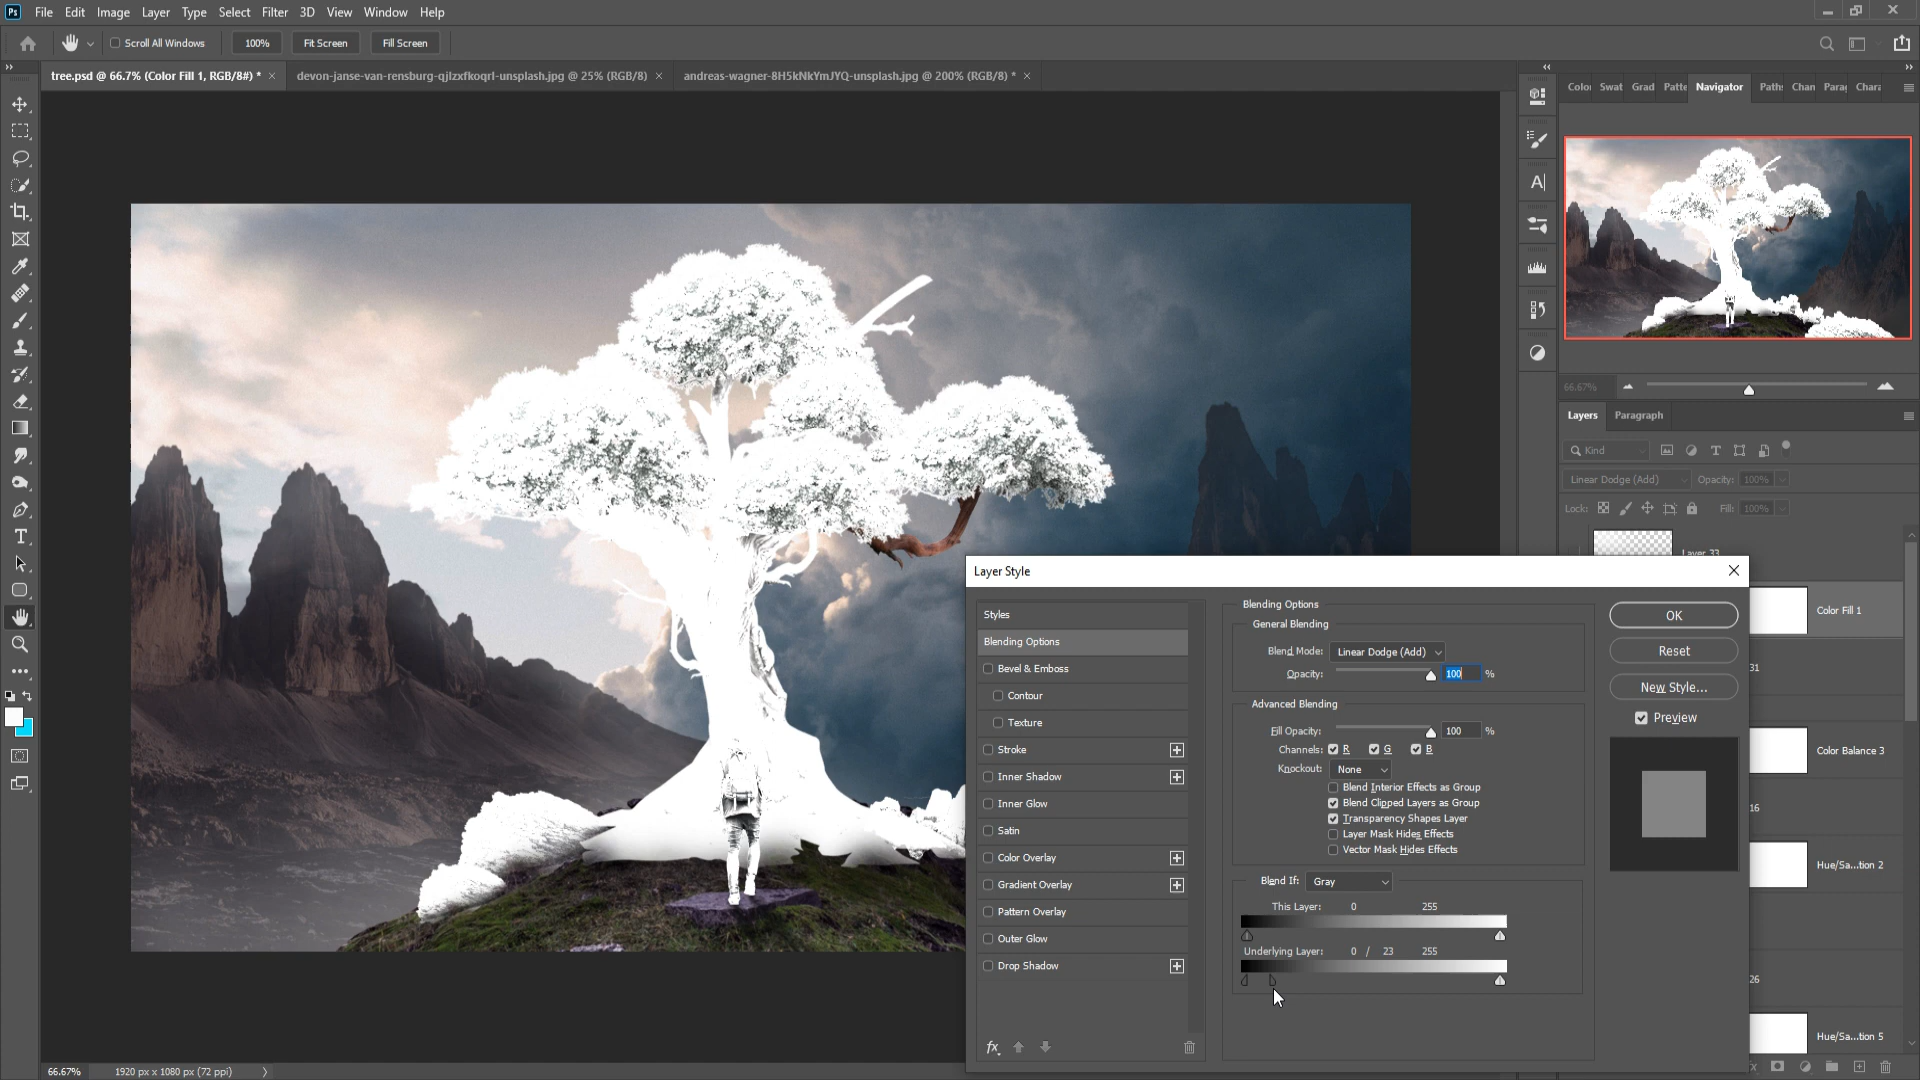 Ps File Edit Image Layer Type Select Filter 3D View Window Help
Scroll All Windows 100% Fit Screen Fill Screen
tree.psd @ 66.7% (Color Fill 1, RGB/8#) * × devon-janse-van-rensburg-qjIzxfkoqrI-unsplash.jpg @ 25% (RGB/8) × andreas-wagner-8H5kNkYmJYQ-unsplash.jpg @ 200% (RGB/8) * ×
Swat Grad Patte Navigator Paths Chan Para Chara
66.67%
Layers Paragraph
Kind
Linear Dodge (Add) Opacity: 100%
Lock: Fill: 100%
Layer 33
Color Fill 1
31
Color Balance 3
16
Hue/Sa...tion 2
26
Hue/Sa...tion 5
Layer Style
Styles
Blending Options
Bevel & Emboss
Contour
Texture
Stroke
Inner Shadow
Inner Glow
Satin
Color Overlay
Gradient Overlay
Pattern Overlay
Outer Glow
Drop Shadow
fx
Blending Options
General Blending
Blend Mode: Linear Dodge (Add)
Opacity: 100 %
Advanced Blending
Fill Opacity: 100 %
Channels: R G B
Knockout: None
Blend Interior Effects as Group
Blend Clipped Layers as Group
Transparency Shapes Layer
Layer Mask Hides Effects
Vector Mask Hides Effects
Blend If: Gray
This Layer: 0 255
Underlying Layer: 0 / 23 255
OK
Reset
New Style...
Preview
66.67% 1920 px x 1080 px (72 ppi)